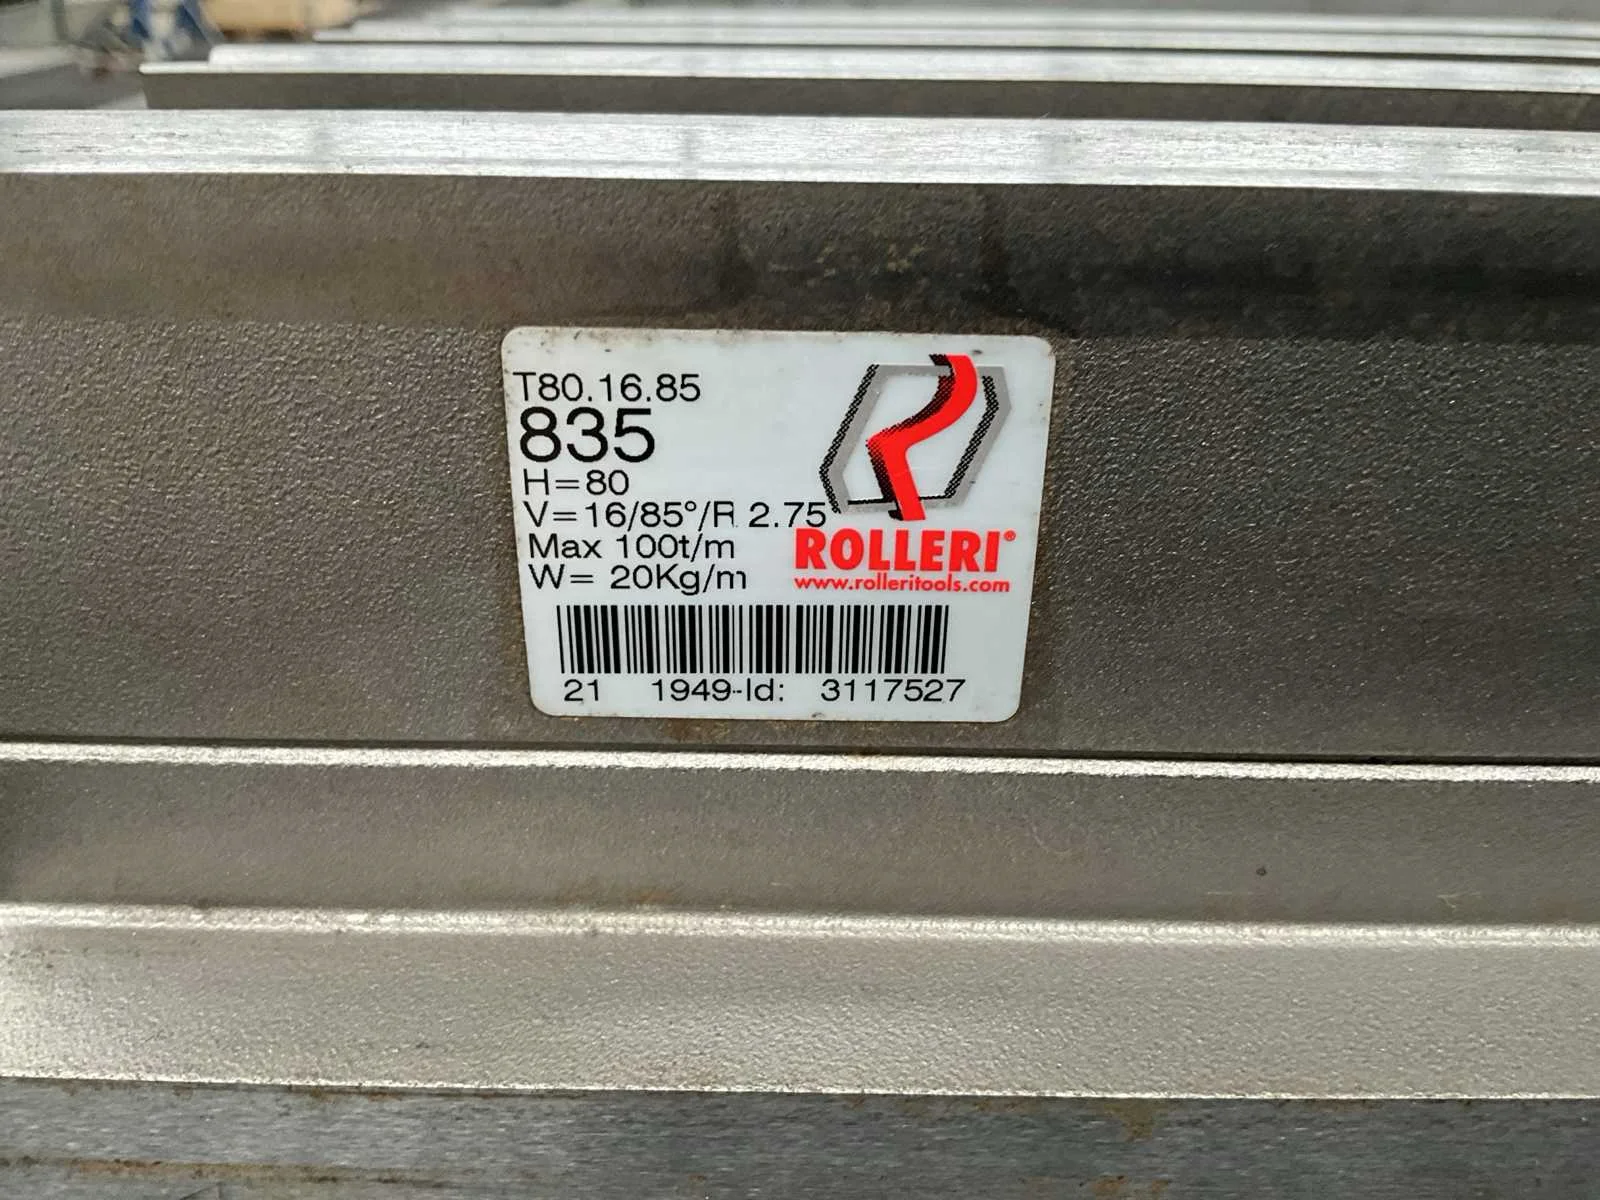 T80.16.85
835
H=80
V=16/85°/R 2.75
Max 100t/m
W= 20Kg/m
ROLLERI®
www.rolleritools.com
21 1949-Id: 3117527